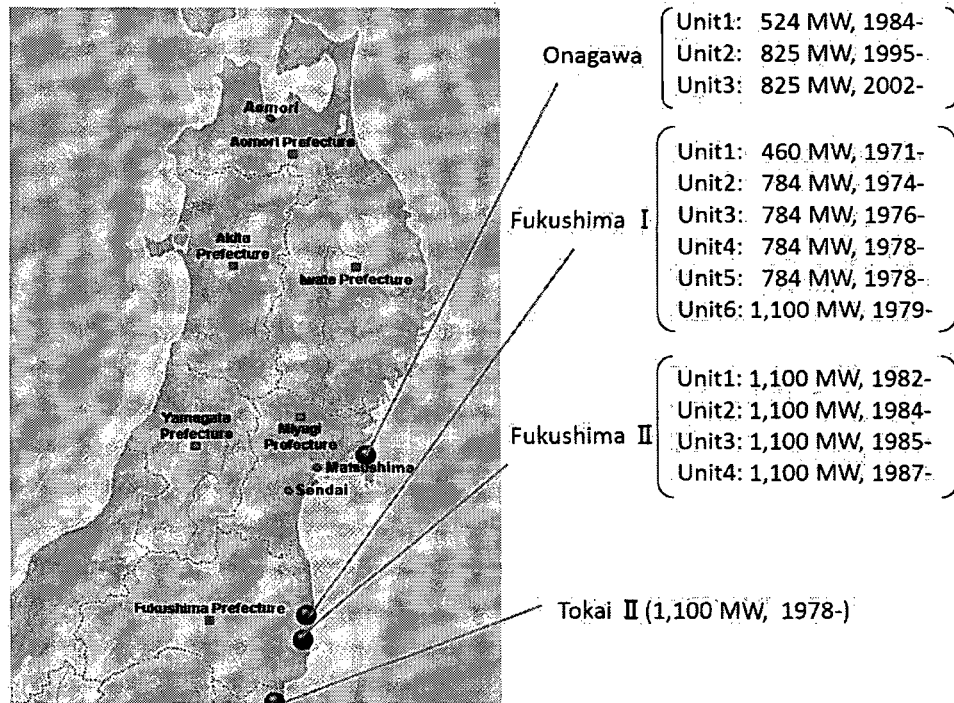 Aomori
Aomori Prefecture
Akita
Prefecture
Iwate Prefecture
Yamagata
Prefecture
Miyagi
Prefecture
Matsushima
Sendai
Fukushima Prefecture
Onagawa
Unit1: 524 MW, 1984-
Unit2: 825 MW, 1995-
Unit3: 825 MW, 2002-
Fukushima Ⅰ
Unit1: 460 MW, 1971-
Unit2: 784 MW, 1974-
Unit3: 784 MW, 1976-
Unit4: 784 MW, 1978-
Unit5: 784 MW, 1978-
Unit6: 1,100 MW, 1979-
Fukushima Ⅱ
Unit1: 1,100 MW, 1982-
Unit2: 1,100 MW, 1984-
Unit3: 1,100 MW, 1985-
Unit4: 1,100 MW, 1987-
Tokai Ⅱ (1,100 MW, 1978-)